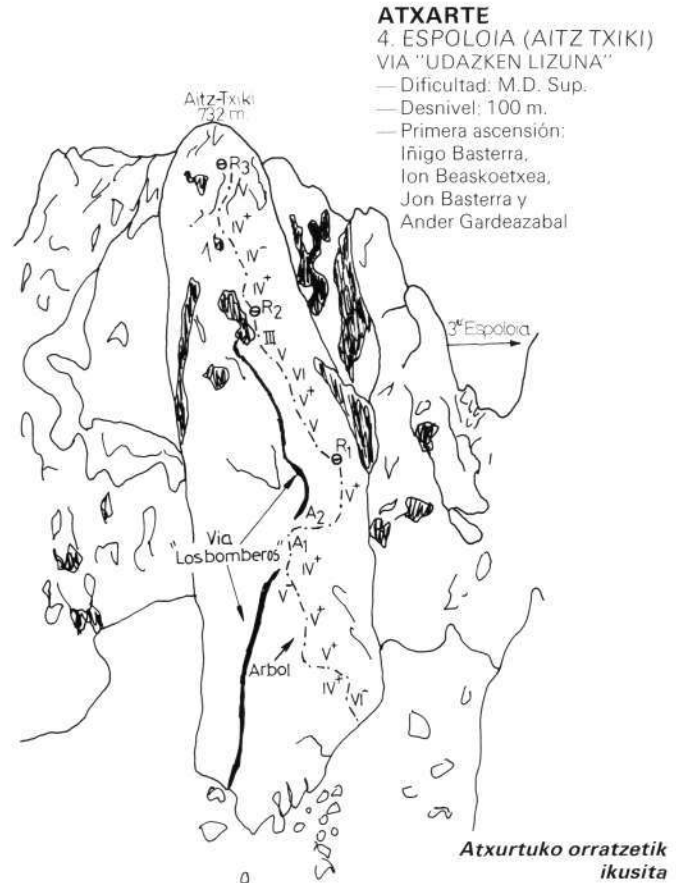 ATXARTE
4. ESPOLOIA (AITZ TXIKI)
VIA "UDAZKEN LIZUNA"
— Dificultad: M.D. Sup.
— Desnivel: 100 m.
— Primera ascensión:
Iñigo Basterra,
Ion Beaskoetxea,
Jon Basterra y
Ander Gardeazabal
Aitz-Txiki
732 m
R3
V
IV+
IV-
IV+
R2
III
V
VI
V+
V
3er Espoloia
R1
V+
A2
A1
Via
"Los bomberos"
IV+
V-
V+
Arbol
V+
IV+
VI-
Atxurtuko orratzetik
ikusita